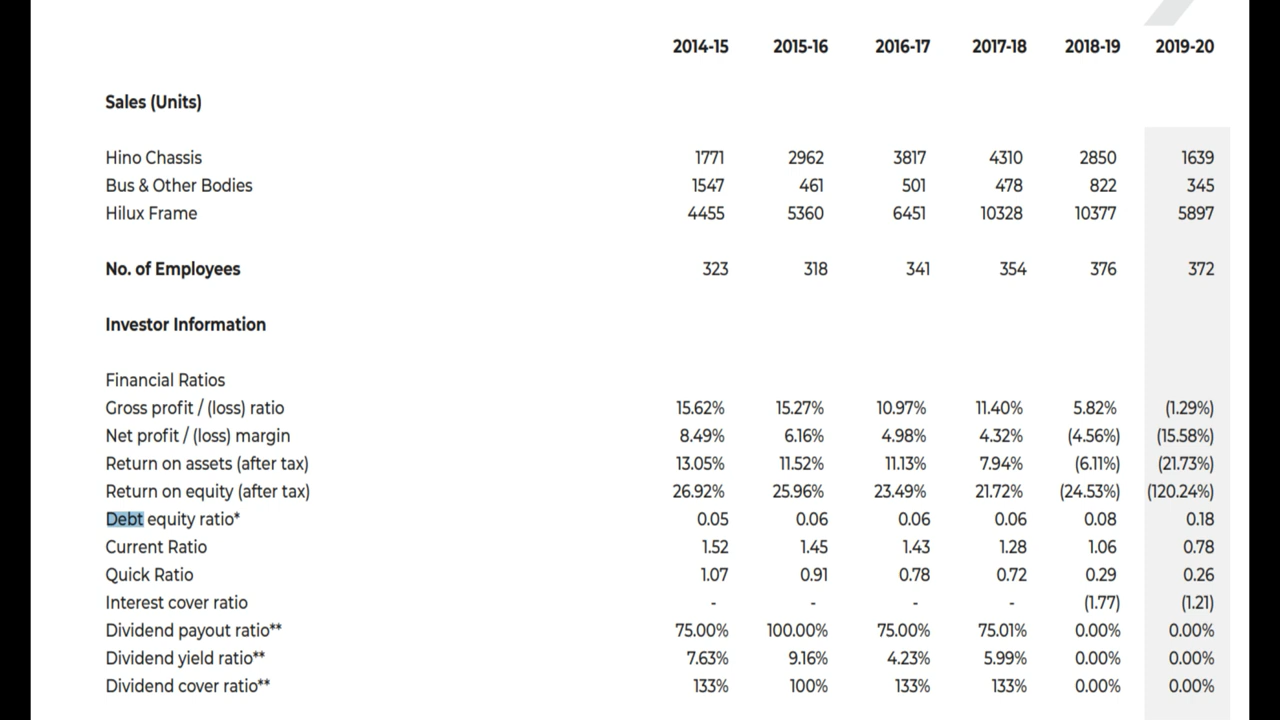 2014-15 2015-16 2016-17 2017-18 2018-19 2019-20
Sales (Units)
Hino Chassis 1771 2962 3817 4310 2850 1639
Bus & Other Bodies 1547 461 501 478 822 345
Hilux Frame 4455 5360 6451 10328 10377 5897
No. of Employees 323 318 341 354 376 372
Investor Information
Financial Ratios
Gross profit / (loss) ratio 15.62% 15.27% 10.97% 11.40% 5.82% (1.29%)
Net profit / (loss) margin 8.49% 6.16% 4.98% 4.32% (4.56%) (15.58%)
Return on assets (after tax) 13.05% 11.52% 11.13% 7.94% (6.11%) (21.73%)
Return on equity (after tax) 26.92% 25.96% 23.49% 21.72% (24.53%) (120.24%)
Debt equity ratio* 0.05 0.06 0.06 0.06 0.08 0.18
Current Ratio 1.52 1.45 1.43 1.28 1.06 0.78
Quick Ratio 1.07 0.91 0.78 0.72 0.29 0.26
Interest cover ratio - - - - (1.77) (1.21)
Dividend payout ratio** 75.00% 100.00% 75.00% 75.01% 0.00% 0.00%
Dividend yield ratio** 7.63% 9.16% 4.23% 5.99% 0.00% 0.00%
Dividend cover ratio** 133% 100% 133% 133% 0.00% 0.00%